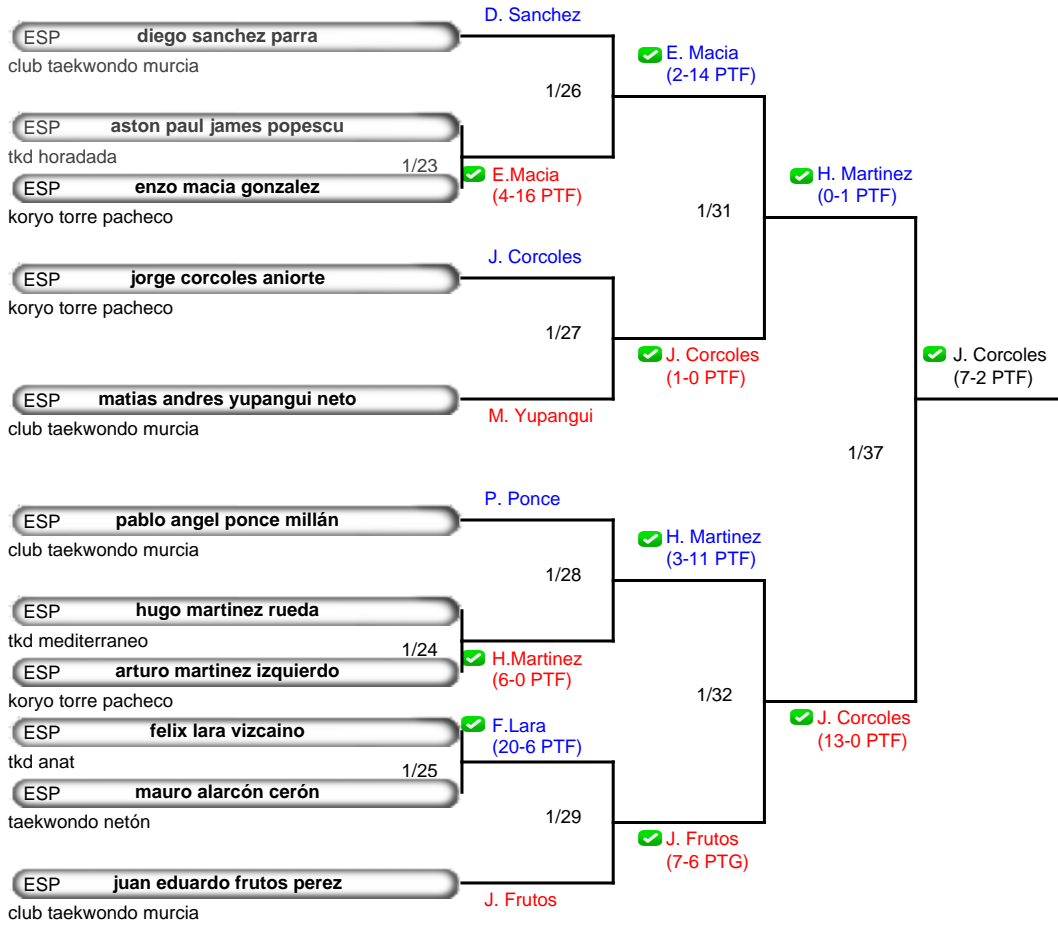 D. Sanchez
ESP diego sanchez parra
club taekwondo murcia
E. Macia
(2-14 PTF)
1/26
ESP aston paul james popescu
tkd horadada
1/23
E.Macia
(4-16 PTF)
ESP enzo macia gonzalez
koryo torre pacheco
H. Martinez
(0-1 PTF)
1/31
J. Corcoles
ESP jorge corcoles aniorte
koryo torre pacheco
1/27
J. Corcoles
(1-0 PTF)
J. Corcoles
(7-2 PTF)
ESP matias andres yupangui neto
M. Yupangui
club taekwondo murcia
1/37
P. Ponce
ESP pablo angel ponce millán
club taekwondo murcia
H. Martinez
(3-11 PTF)
1/28
ESP hugo martinez rueda
tkd mediterraneo
1/24
H.Martinez
(6-0 PTF)
ESP arturo martinez izquierdo
koryo torre pacheco
1/32
J. Corcoles
(13-0 PTF)
ESP felix lara vizcaino
F.Lara
(20-6 PTF)
tkd anat
1/25
ESP mauro alarcón cerón
taekwondo netón
1/29
J. Frutos
(7-6 PTG)
ESP juan eduardo frutos perez
J. Frutos
club taekwondo murcia